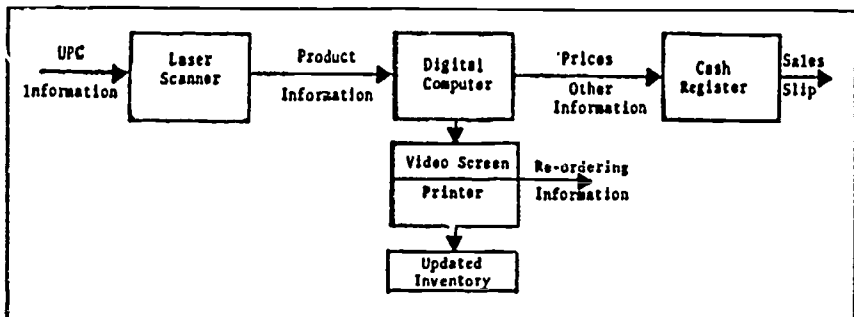 UPC
Information
Laser
Scanner
Product
Information
Digital
Computer
'Prices
Other
Information
Cash
Register
Sales
Slip
Video Screen
Printer
Re-ordering
Information
Updated
Inventory